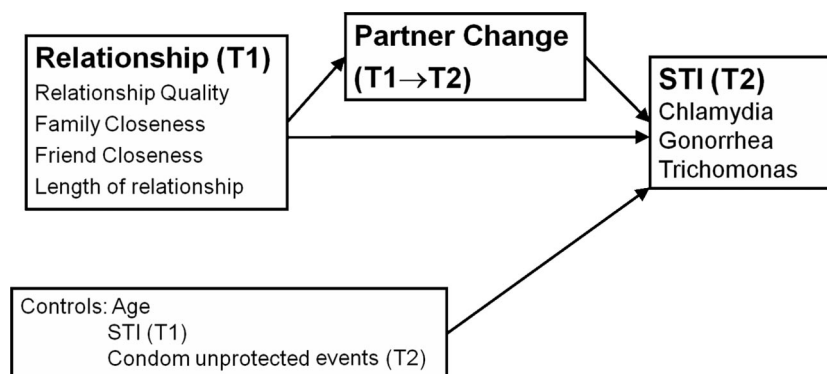 Relationship (T1)
Relationship Quality
Family Closeness
Friend Closeness
Length of relationship
Partner Change
(T1→T2)
STI (T2)
Chlamydia
Gonorrhea
Trichomonas
Controls: Age
STI (T1)
Condom unprotected events (T2)